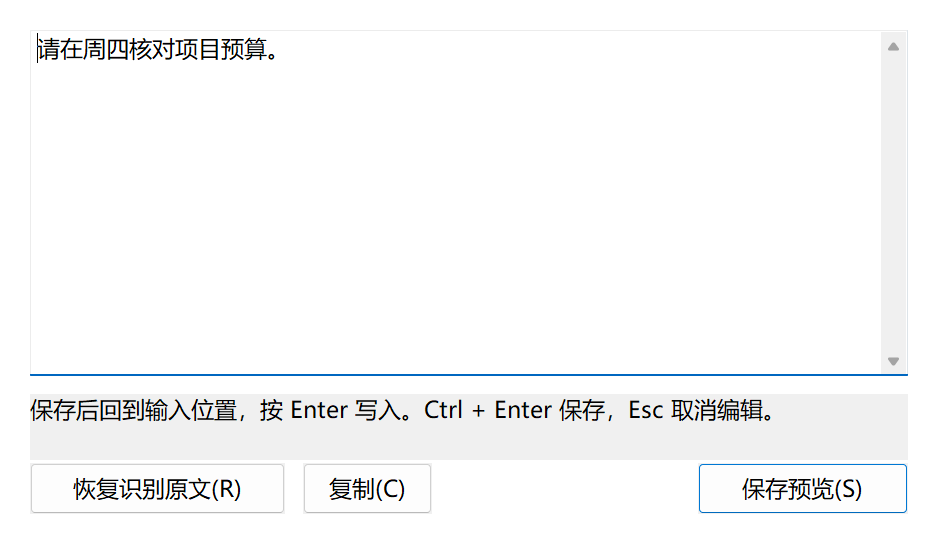 请在周四核对项目预算。
保存后回到输入位置，按 Enter 写入。Ctrl + Enter 保存，Esc 取消编辑。
恢复识别原文(R) 复制(C) 保存预览(S)